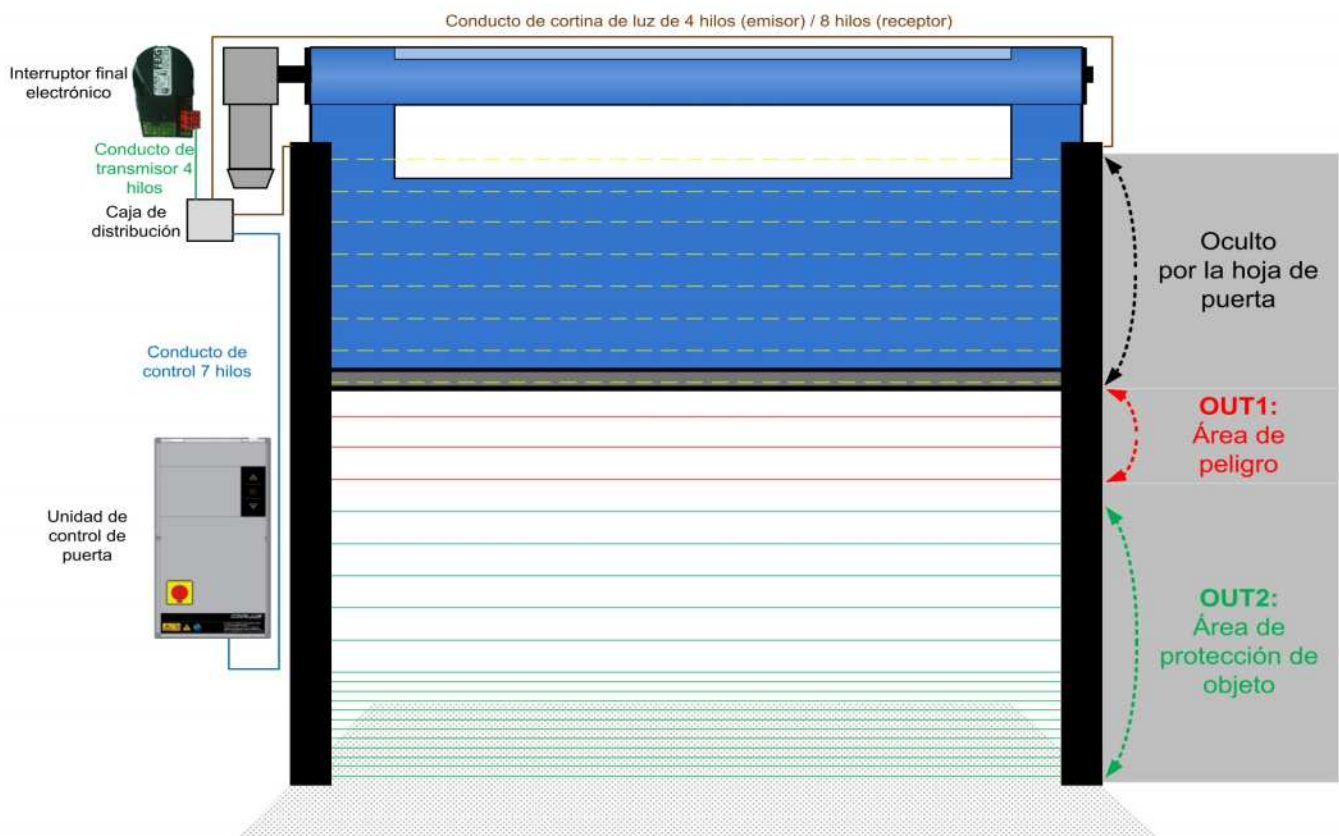 Conducto de cortina de luz de 4 hilos (emisor) / 8 hilos (receptor)
Interruptor final
electrónico
FEIG
Conducto de
transmisor 4
hilos
Caja de
distribución
Oculto
por la hoja de
puerta
Conducto de
control 7 hilos
OUT1:
Área de
peligro
Unidad de
control de
puerta
OUT2:
Área de
protección de
objeto